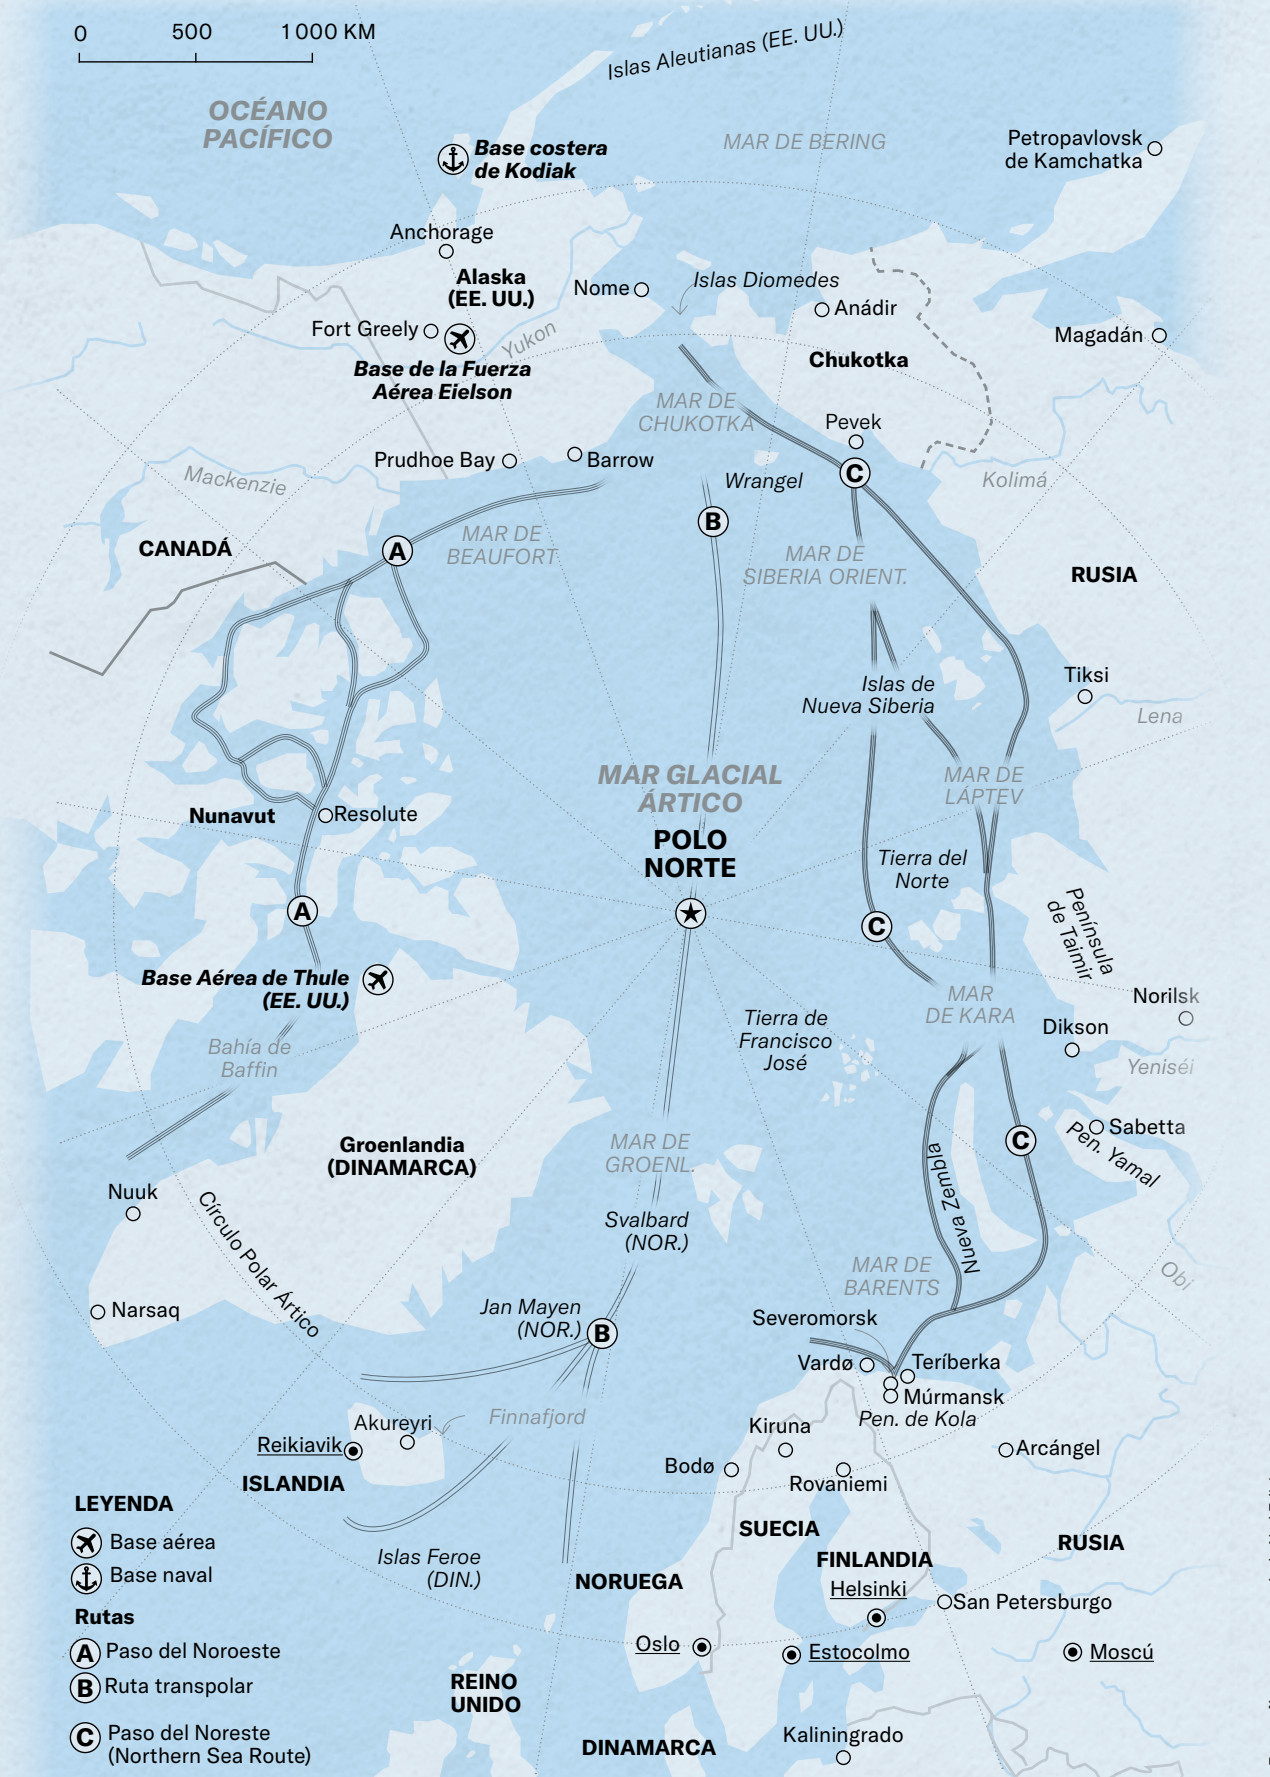 0 500 1 000 KM
Islas Aleutianas (EE. UU.)
OCÉANO
PACÍFICO
Base costera
de Kodiak
MAR DE BERING
Petropavlovsk
de Kamchatka
Anchorage
Alaska
(EE. UU.)
Nome
Islas Diomedes
Anádir
Fort Greely
Yukon
Magadán
Base de la Fuerza
Aérea Eielson
Chukotka
MAR DE
CHUKOTKA
Pevek
Prudhoe Bay
Barrow
Mackenzie
Wrangel
C
Kolimá
B
CANADÁ
A
MAR DE
BEAUFORT
MAR DE
SIBERIA ORIENT.
RUSIA
Tiksi
Islas de
Nueva Siberia
Lena
MAR GLACIAL
ÁRTICO
MAR DE
LÁPTEV
Nunavut
Resolute
POLO
NORTE
Tierra del
Norte
A
C
Península
de Taimir
Base Aérea de Thule
(EE. UU.)
MAR
DE KARA
Norilsk
Tierra de
Francisco
José
Dikson
Bahía de
Baffin
Yeniséi
Groenlandia
(DINAMARCA)
MAR DE
GROENL.
C
Sabetta
Pen. Yamal
Nueva Zembla
Nuuk
Círculo Polar Ártico
Svalbard
(NOR.)
MAR DE
BARENTS
Obi
Narsaq
Jan Mayen
(NOR.)
B
Severomorsk
Vardø
Teríberka
Múrmansk
Pen. de Kola
Akureyri
Finnafjord
Reikiavik
Kiruna
Arcángel
Bodø
Rovaniemi
ISLANDIA
LEYENDA
Base aérea
Base naval
Rutas
A Paso del Noroeste
B Ruta transpolar
C Paso del Noreste
(Northern Sea Route)
SUECIA
RUSIA
Islas Feroe
(DIN.)
NORUEGA
FINLANDIA
Helsinki
San Petersburgo
Oslo
Estocolmo
Moscú
REINO
UNIDO
DINAMARCA
Kaliningrado